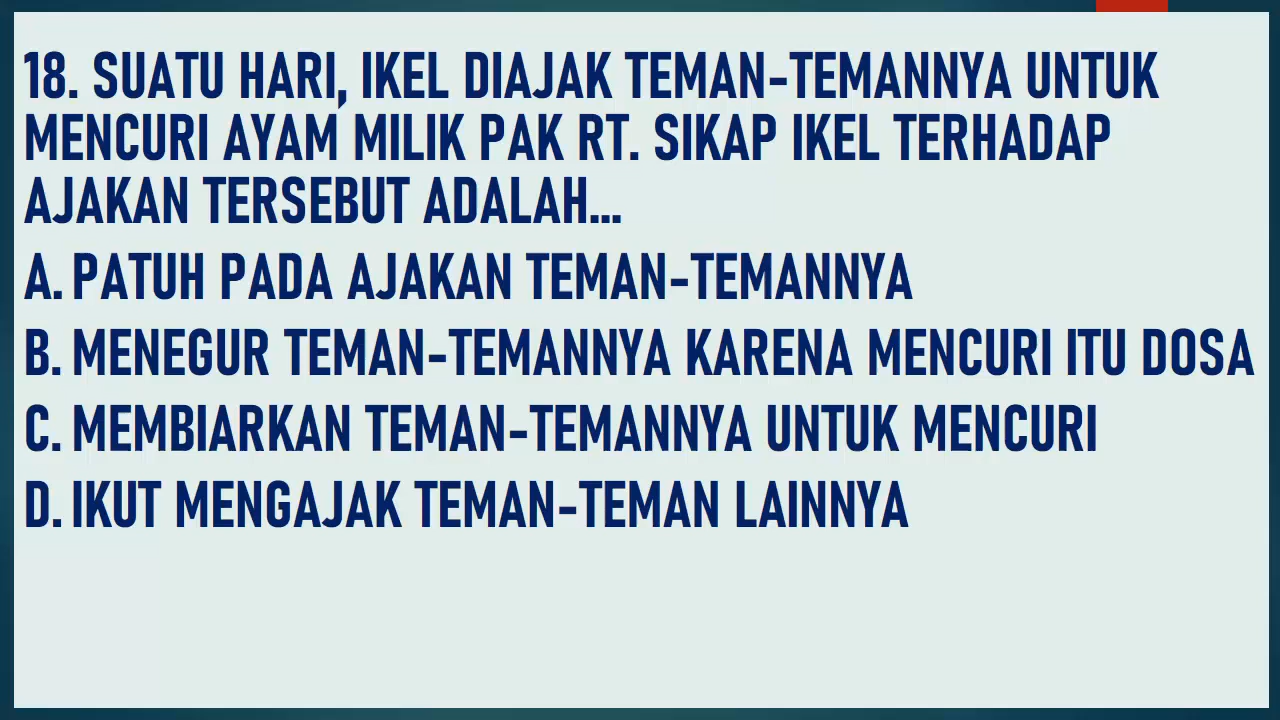 18. SUATU HARI, IKEL DIAJAK TEMAN-TEMANNYA UNTUK
MENCURI AYAM MILIK PAK RT. SIKAP IKEL TERHADAP
AJAKAN TERSEBUT ADALAH...
A. PATUH PADA AJAKAN TEMAN-TEMANNYA
B. MENEGUR TEMAN-TEMANNYA KARENA MENCURI ITU DOSA
C. MEMBIARKAN TEMAN-TEMANNYA UNTUK MENCURI
D. IKUT MENGAJAK TEMAN-TEMAN LAINNYA